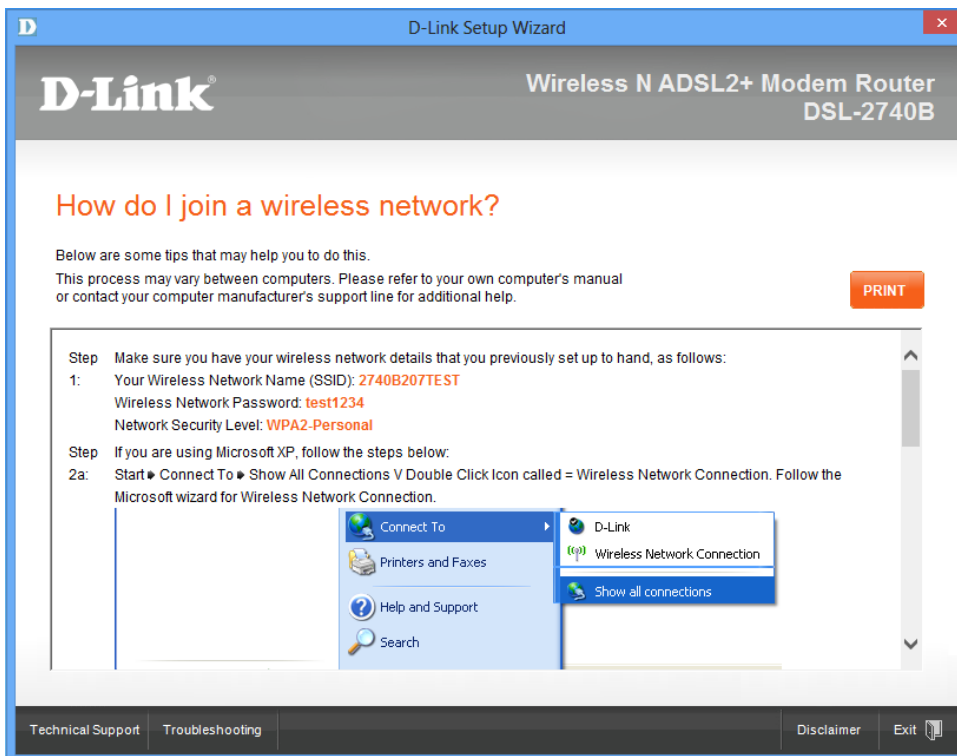 D
D-Link Setup Wizard
D-Link®
Wireless N ADSL2+ Modem Router
DSL-2740B
How do I join a wireless network?
Below are some tips that may help you to do this.
This process may vary between computers. Please refer to your own computer's manual
or contact your computer manufacturer's support line for additional help.
PRINT
Step 1: Make sure you have your wireless network details that you previously set up to hand, as follows:
Your Wireless Network Name (SSID): 2740B207TEST
Wireless Network Password: test1234
Network Security Level: WPA2-Personal
Step 2a: If you are using Microsoft XP, follow the steps below:
Start Connect To Show All Connections V Double Click Icon called = Wireless Network Connection. Follow the
Microsoft wizard for Wireless Network Connection.
Connect To
Printers and Faxes
Help and Support
Search
D-Link
Wireless Network Connection
Show all connections
Technical Support
Troubleshooting
Disclaimer
Exit